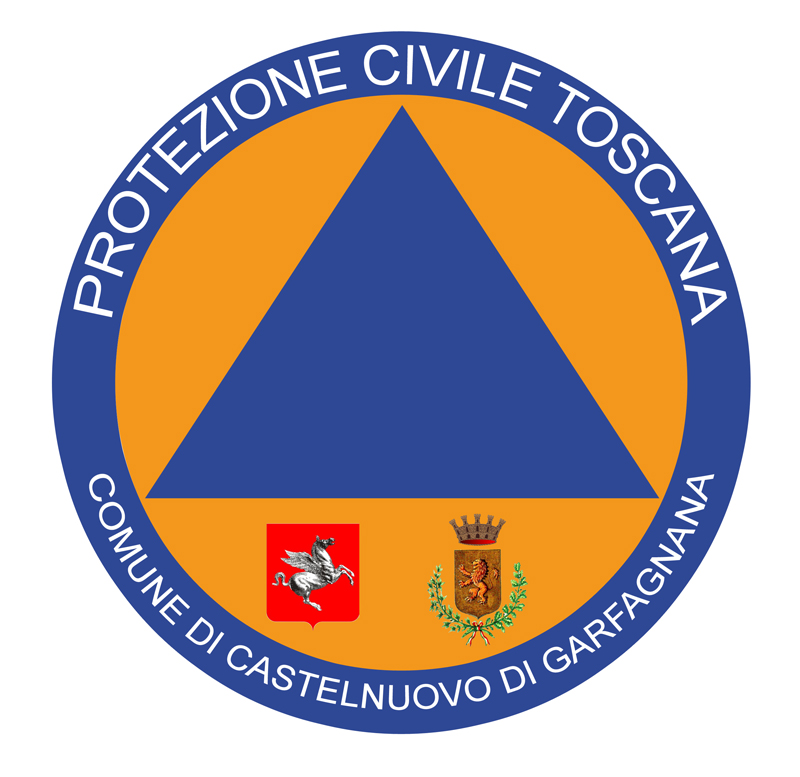 PROTEZIONE CIVILE TOSCANA
COMUNE DI CASTELNUOVO DI GARFAGNANA